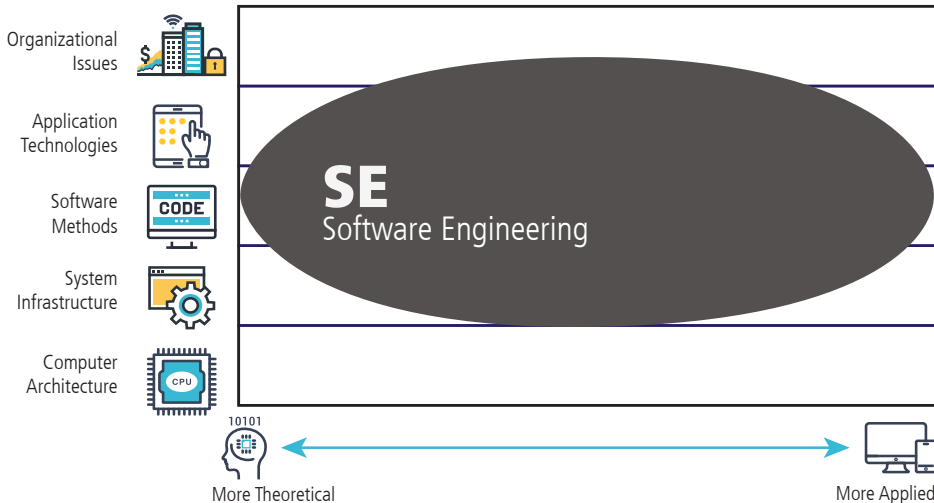 Organizational
Issues
$
Application
Technologies
SE
Software Engineering
Software
Methods
CODE
System
Infrastructure
Computer
Architecture
CPU
10101
More Theoretical
More Applied